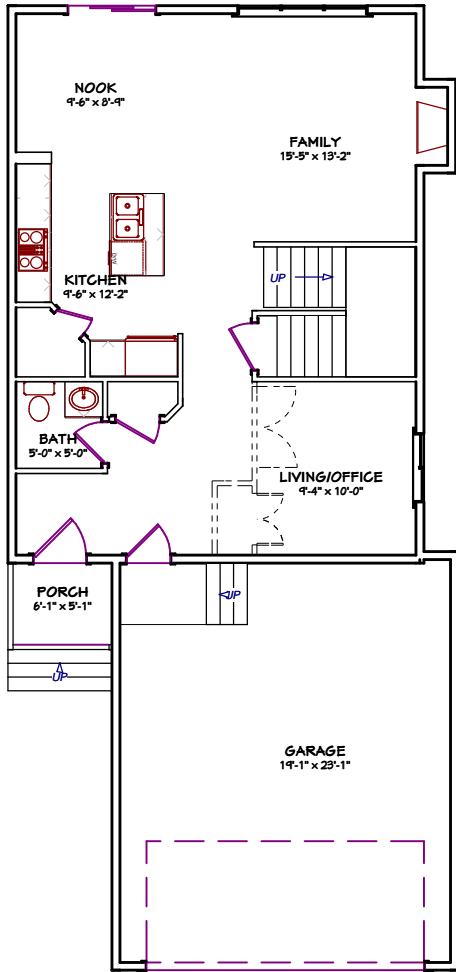 NOOK
9'-6" x 8'-9"
FAMILY
15'-5" x 13'-2"
DW
UP
KITCHEN
9'-6" x 12'-2"
BATH
5'-0" x 5'-0"
LIVING/OFFICE
9'-4" x 10'-0"
PORCH
6'-1" x 5'-1"
UP
UP
GARAGE
19'-1" x 23'-1"